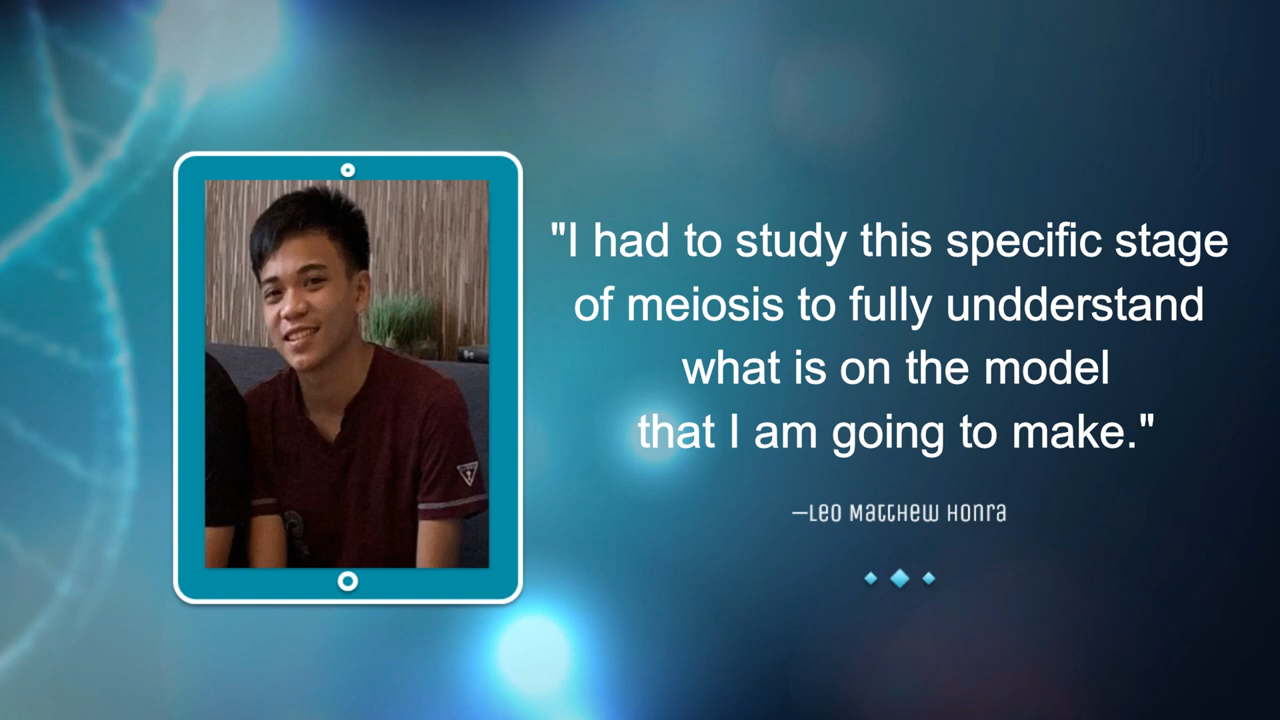 "I had to study this specific stage
of meiosis to fully undderstand
what is on the model
that I am going to make."
—Leo Matthew Honra